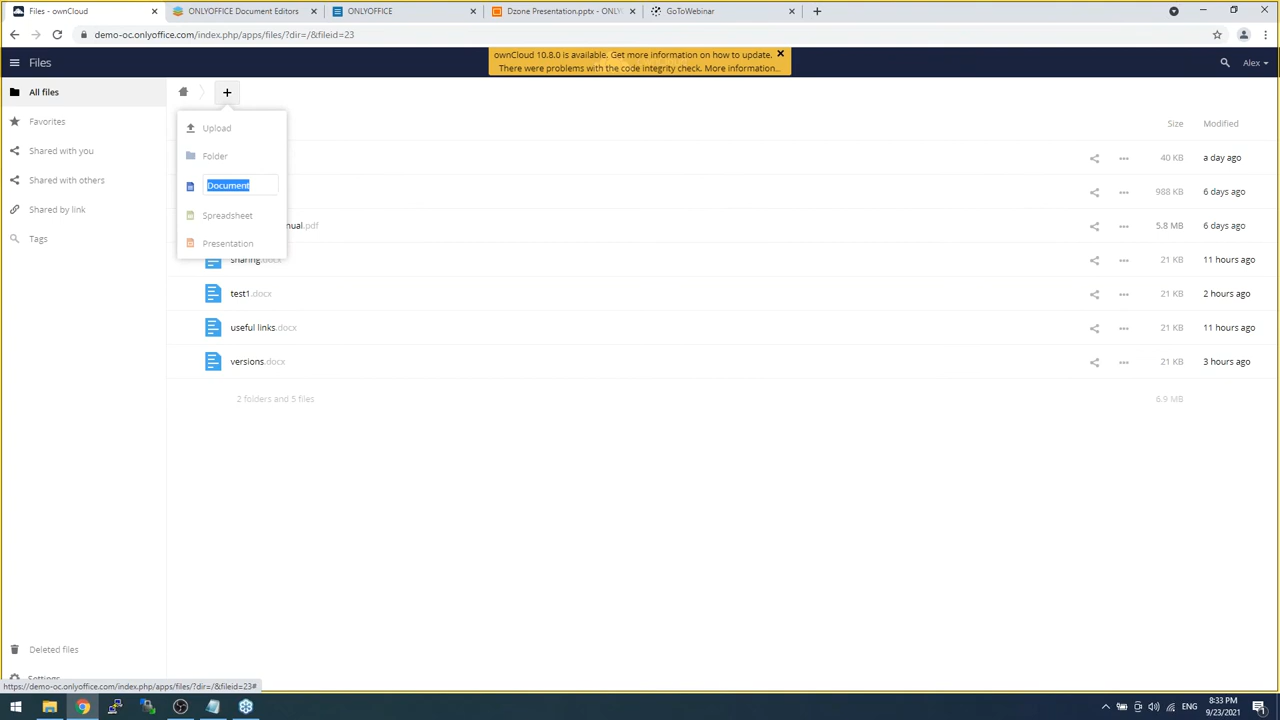 Files - ownCloud
ONLYOFFICE Document Editors
ONLYOFFICE
Dzone Presentation.pptx - ONLYO
GoToWebinar
demo-oc.onlyoffice.com/index.php/apps/files/?dir=/&fileid=23
ownCloud 10.8.0 is available. Get more information on how to update.
There were problems with the code integrity check. More information...
Files
Alex
All files
Favorites
Shared with you
Shared with others
Shared by link
Tags
Upload
Folder
Document
Spreadsheet
Presentation
Size
Modified
40 KB
a day ago
988 KB
6 days ago
nual.pdf
5.8 MB
6 days ago
sharing.docx
21 KB
11 hours ago
test1.docx
21 KB
2 hours ago
useful links.docx
21 KB
11 hours ago
versions.docx
21 KB
3 hours ago
2 folders and 5 files
6.9 MB
Deleted files
Settings
https://demo-oc.onlyoffice.com/index.php/apps/files/?dir=/&fileid=23#
ENG
8:33 PM
9/23/2021
1